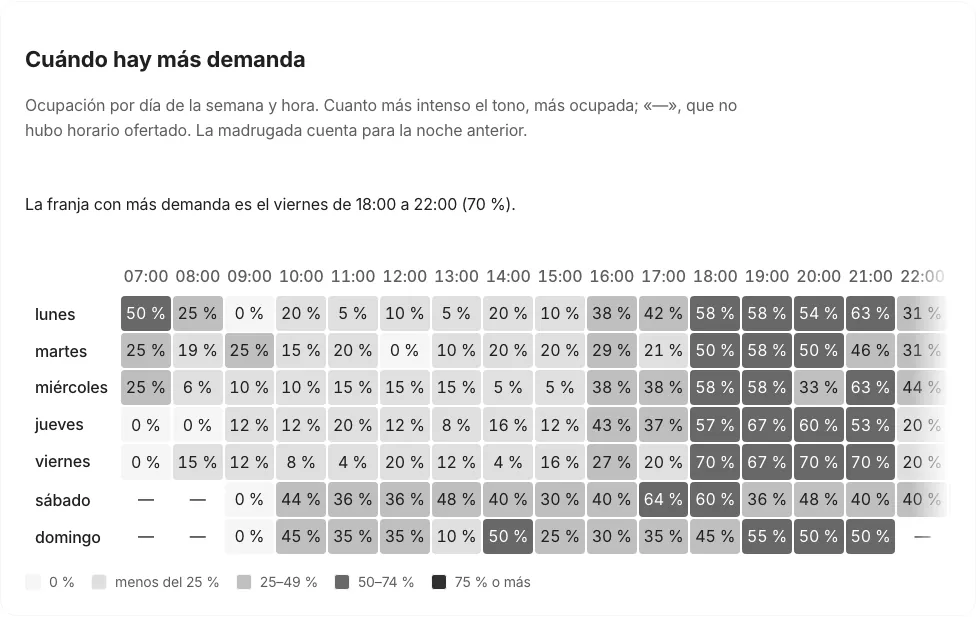 Cuándo hay más demanda
Ocupación por día de la semana y hora. Cuanto más intenso el tono, más ocupada; «—», que no
hubo horario ofertado. La madrugada cuenta para la noche anterior.
La franja con más demanda es el viernes de 18:00 a 22:00 (70 %).
07:00 08:00 09:00 10:00 11:00 12:00 13:00 14:00 15:00 16:00 17:00 18:00 19:00 20:00 21:00 22:00
lunes 50 % 25 % 0 % 20 % 5 % 10 % 5 % 20 % 10 % 38 % 42 % 58 % 58 % 54 % 63 % 31 %
martes 25 % 19 % 25 % 15 % 20 % 0 % 10 % 20 % 20 % 29 % 21 % 50 % 58 % 50 % 46 % 31 %
miércoles 25 % 6 % 10 % 10 % 15 % 15 % 15 % 5 % 5 % 38 % 38 % 58 % 58 % 33 % 63 % 44 %
jueves 0 % 0 % 12 % 12 % 20 % 12 % 8 % 16 % 12 % 43 % 37 % 57 % 67 % 60 % 53 % 20 %
viernes 0 % 15 % 12 % 8 % 4 % 20 % 12 % 4 % 16 % 27 % 20 % 70 % 67 % 70 % 70 % 20 %
sábado — — 0 % 44 % 36 % 36 % 48 % 40 % 30 % 40 % 64 % 60 % 36 % 48 % 40 % 40 %
domingo — — 0 % 45 % 35 % 35 % 10 % 50 % 25 % 30 % 35 % 45 % 55 % 50 % 50 % —
0 % menos del 25 % 25–49 % 50–74 % 75 % o más